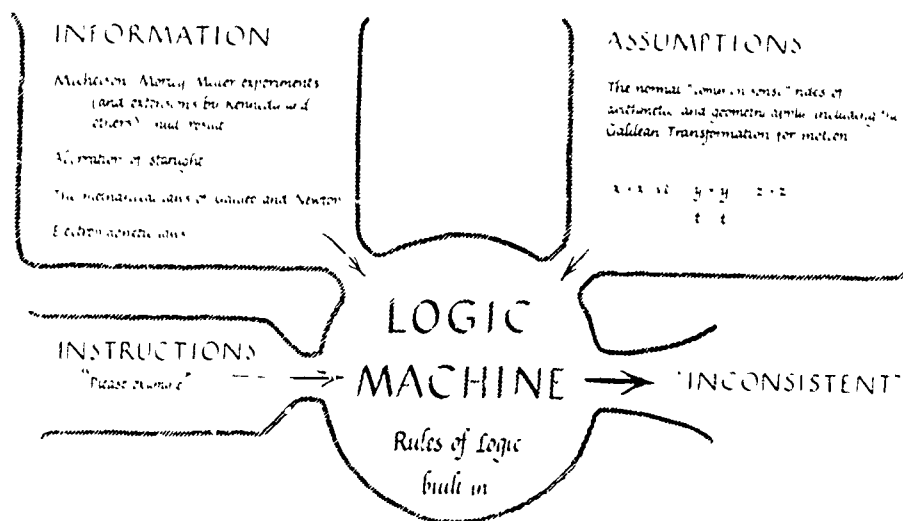 INFORMATION
Michelson Morley Miller experiments
(and extensions by Kennedy and
others) null result
Aberration of starlight
The mechanical laws of Galileo and Newton
Electromagnetic laws
ASSUMPTIONS
The normal "common sense" rules of
arithmetic and geometry apply including the
Galilean Transformation for motion
y = y z = z
t t
INSTRUCTIONS
"Please examine"
LOGIC
MACHINE
Rules of Logic
built in
"INCONSISTENT"